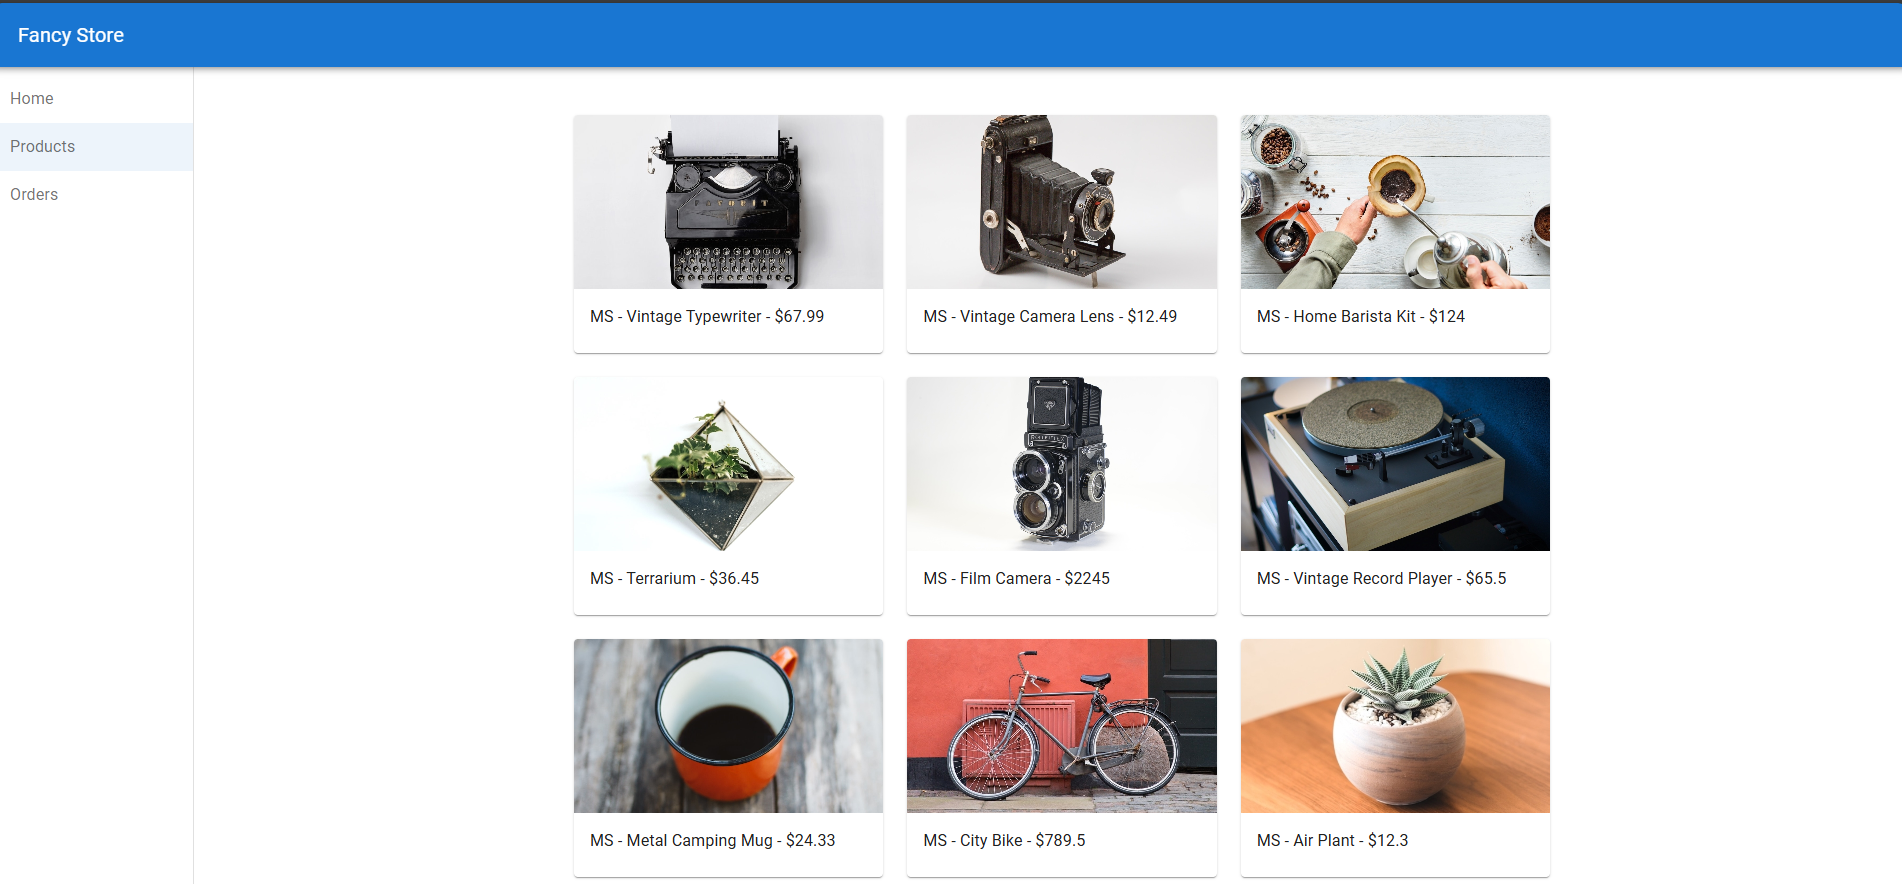 Fancy Store
Home
Products
Orders
MS - Vintage Typewriter - $67.99
MS - Vintage Camera Lens - $12.49
MS - Home Barista Kit - $124
MS - Terrarium - $36.45
MS - Film Camera - $2245
MS - Vintage Record Player - $65.5
MS - Metal Camping Mug - $24.33
MS - City Bike - $789.5
MS - Air Plant - $12.3